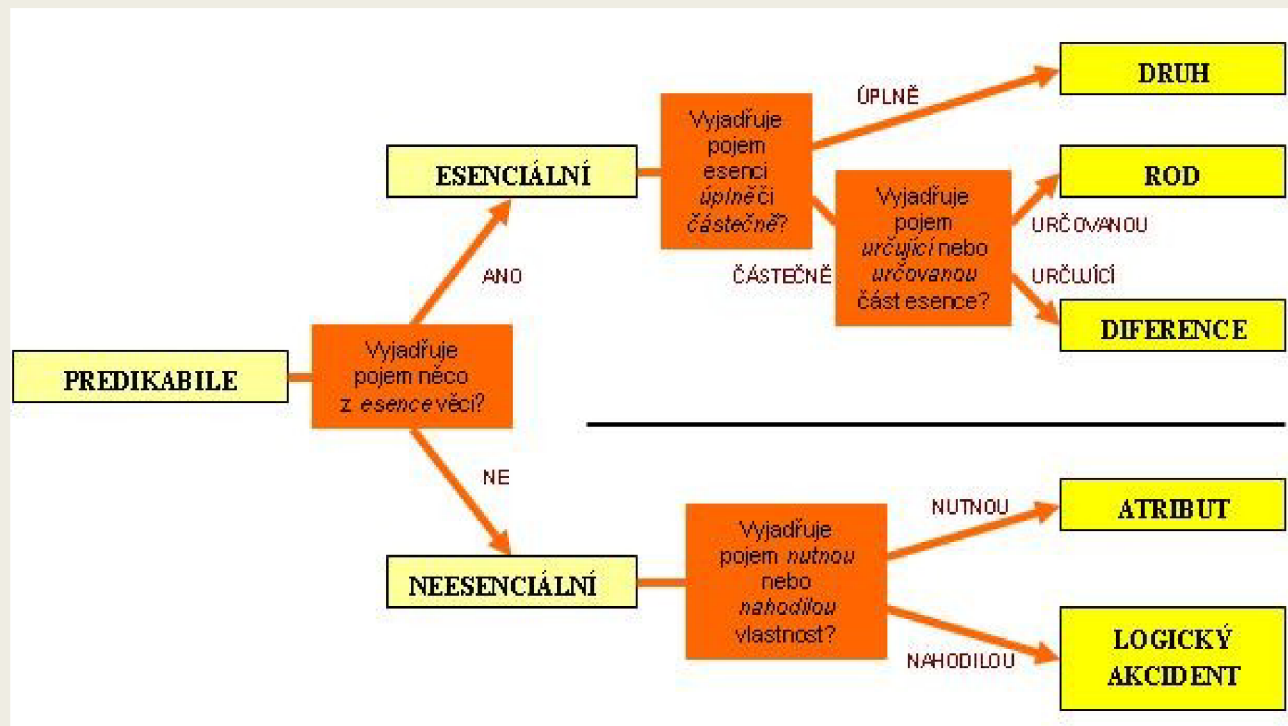 PREDIKABILE
Vyjadřuje
pojem něco
z esence věci?
ANO
ESENCIÁLNÍ
Vyjadřuje
pojem
esenci
úplně či
částečně?
ÚPLNĚ
DRUH
ČÁSTEČNĚ
Vyjadřuje
pojem
určující nebo
určovanou
část esence?
URČOVANOU
ROD
URČUJÍCÍ
DIFERENCE
NE
NEESENCIÁLNÍ
Vyjadřuje
pojem nutnou
nebo
nahodilou
vlastnost?
NUTNOU
ATRIBUT
NAHODILOU
LOGICKÝ
AKCIDENT